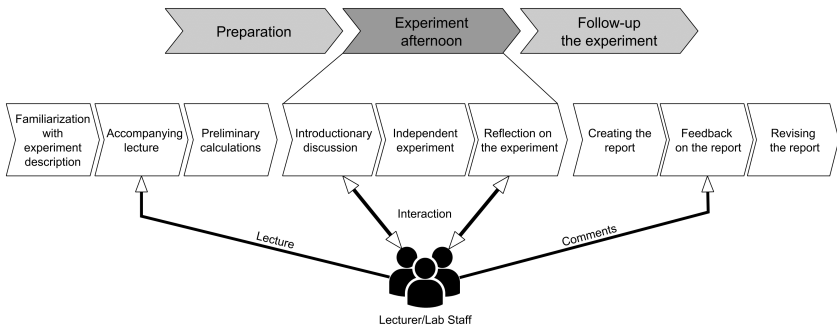 Preparation
Experiment
afternoon
Follow-up
the experiment
Familiarization
with
experiment
description
Accompanying
lecture
Preliminary
calculations
Introductionary
discussion
Independent
experiment
Reflection on
the experiment
Creating the
report
Feedback
on the report
Revising
the report
Interaction
Lecture
Comments
Lecturer/Lab Staff